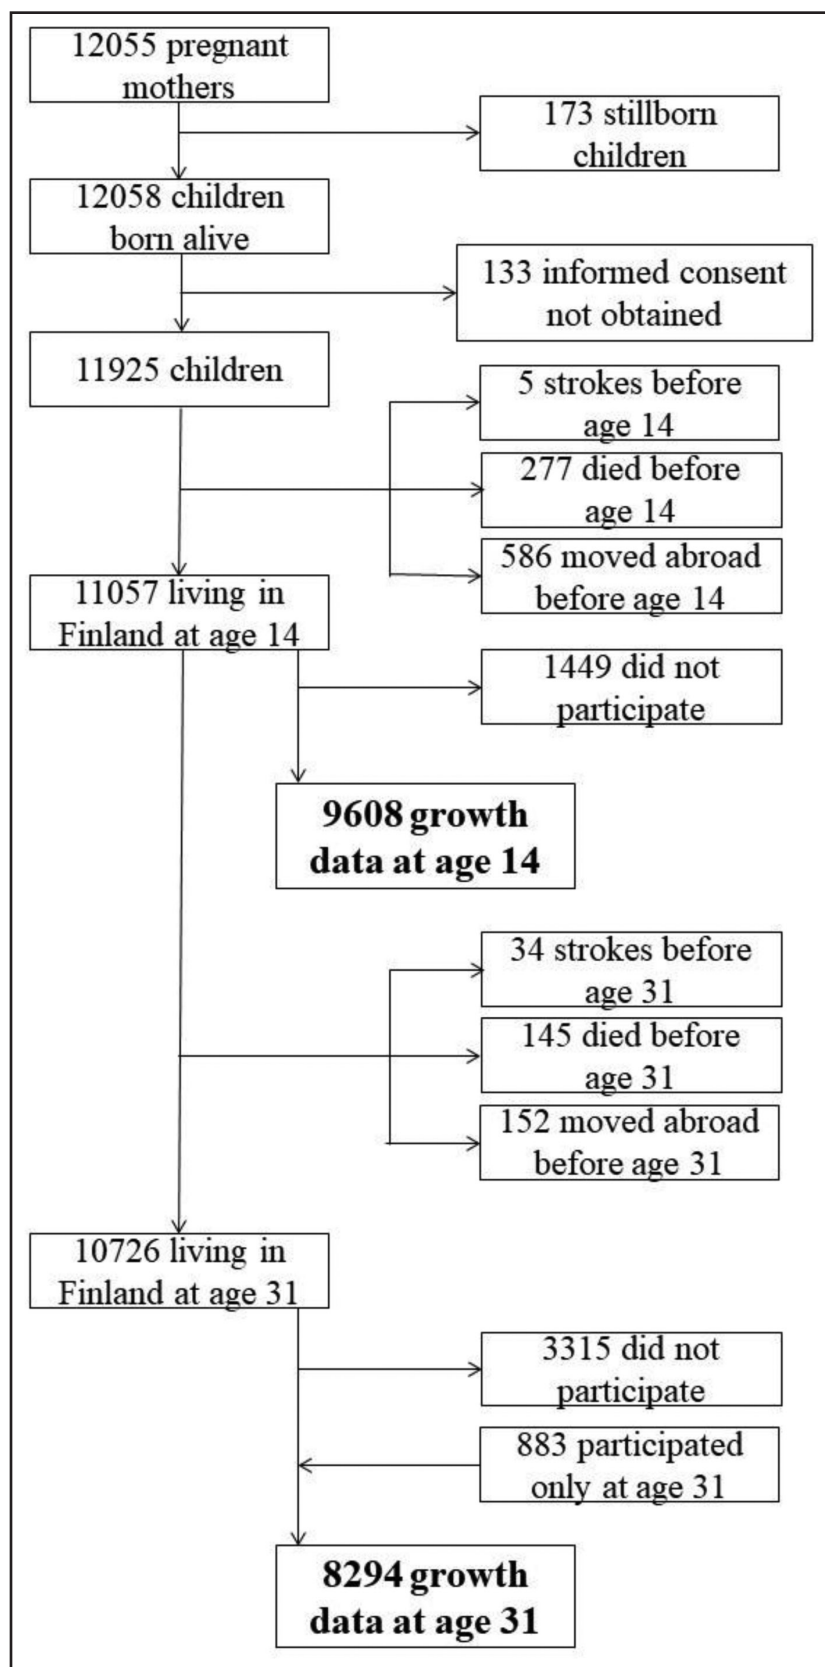 12055 pregnant
mothers
173 stillborn
children
12058 children
born alive
133 informed consent
not obtained
11925 children
5 strokes before
age 14
277 died before
age 14
586 moved abroad
before age 14
11057 living in
Finland at age 14
1449 did not
participate
9608 growth
data at age 14
34 strokes before
age 31
145 died before
age 31
152 moved abroad
before age 31
10726 living in
Finland at age 31
3315 did not
participate
883 participated
only at age 31
8294 growth
data at age 31